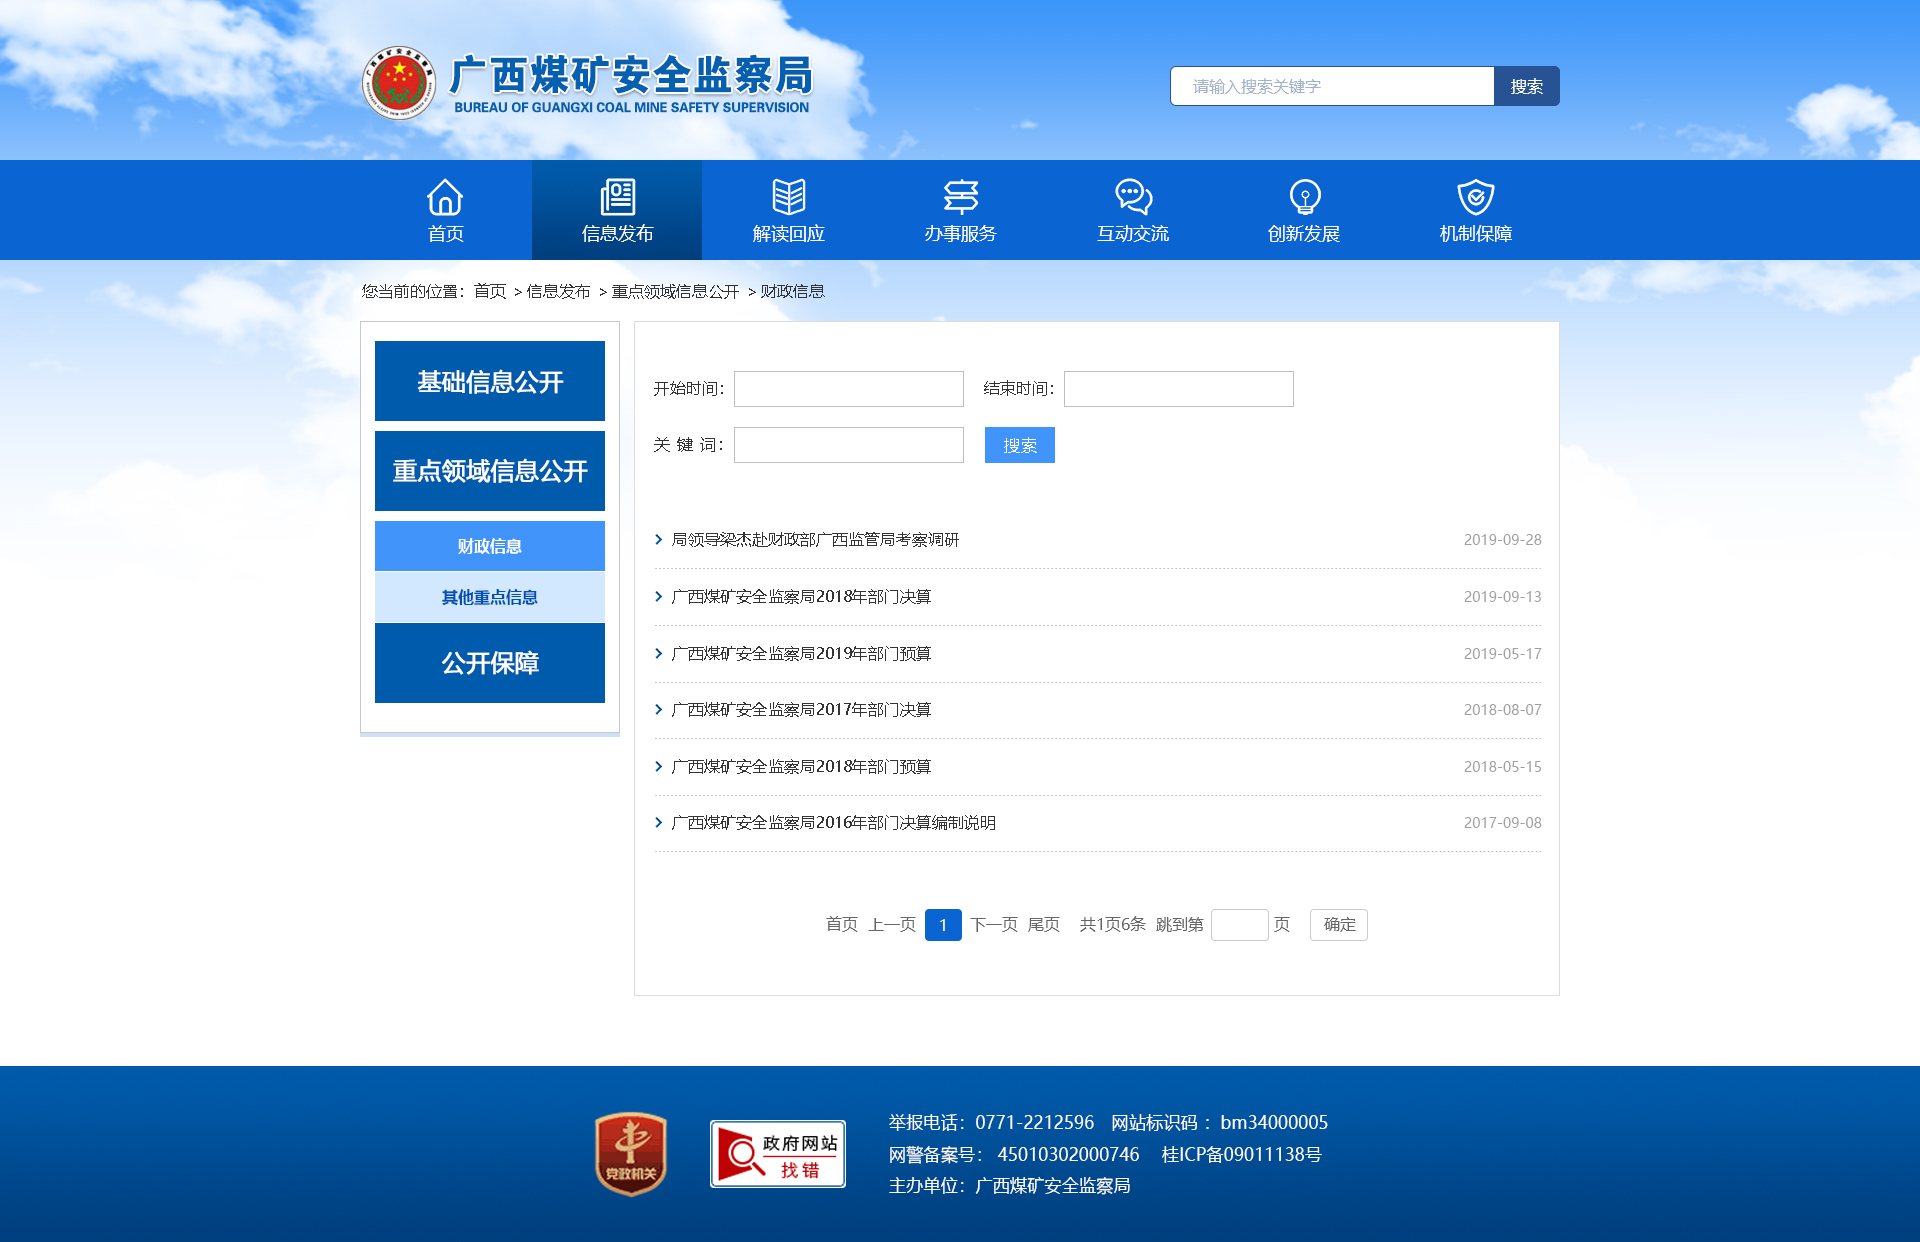 广西煤矿安全监察局
BUREAU OF GUANGXI COAL MINE SAFETY SUPERVISION
请输入搜索关键字 搜索
首页 信息发布 解读回应 办事服务 互动交流 创新发展 机制保障
您当前的位置：首页 > 信息发布 > 重点领域信息公开 > 财政信息
基础信息公开
重点领域信息公开
财政信息
其他重点信息
公开保障
开始时间： 结束时间：
关 键 词： 搜索
局领导梁杰赴财政部广西监管局考察调研 2019-09-28
广西煤矿安全监察局2018年部门决算 2019-09-13
广西煤矿安全监察局2019年部门预算 2019-05-17
广西煤矿安全监察局2017年部门决算 2018-08-07
广西煤矿安全监察局2018年部门预算 2018-05-15
广西煤矿安全监察局2016年部门决算编制说明 2017-09-08
首页 上一页 1 下一页 尾页 共1页6条 跳到第 页 确定
党政机关
政府网站
找错
举报电话：0771-2212596 网站标识码 ：bm34000005
网警备案号： 45010302000746 桂ICP备09011138号
主办单位：广西煤矿安全监察局